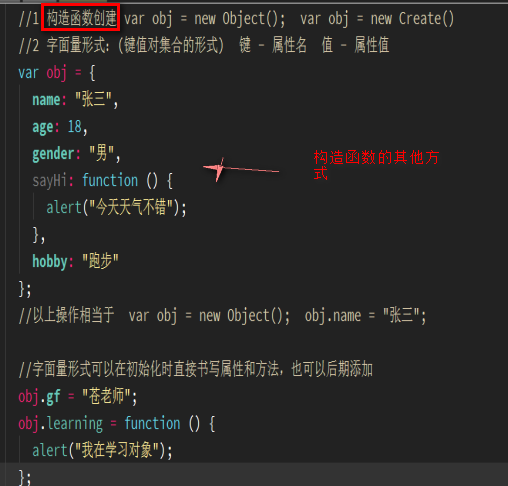 //1 构造函数创建 var obj = new Object();  var obj = new Create()
//2 字面量形式：(键值对集合的形式)  键 - 属性名  值 - 属性值
var obj = {
  name: "张三",
  age: 18,
  gender: "男",
  sayHi: function () {
    alert("今天天气不错");
  },
  hobby: "跑步"
};
构造函数的其他方
式
//以上操作相当于  var obj = new Object();  obj.name = "张三";
//字面量形式可以在初始化时直接书写属性和方法，也可以后期添加
obj.gf = "苍老师";
obj.learning = function () {
  alert("我在学习对象");
};